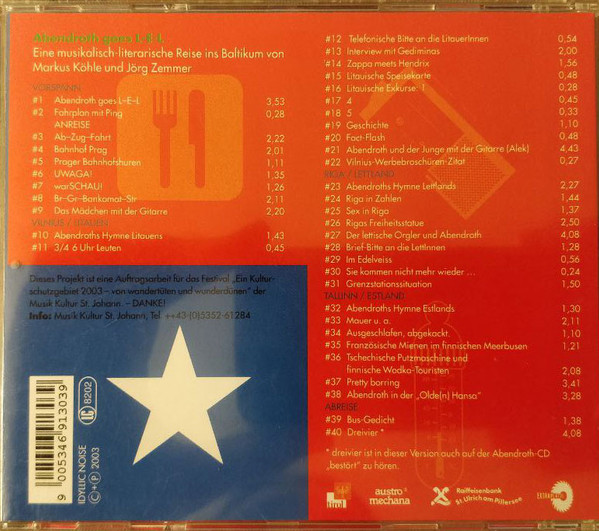 Abendroth goes L-E-L
Eine musikalisch-literarische Reise ins Baltikum von
Markus Köhle und Jörg Zemmer
VORSPANN
#1 Abendroth goes L-E-L 3,53
#2 Fahrplan mit Ping 0,28
ANREISE
#3 Ab-Zug-Fahrt 2,22
#4 Bahnhof Prag 2,01
#5 Prager Bahnhofshuren 1,11
#6 UWAGA! 1,35
#7 warSCHAU! 1,26
#8 Br-Gr-Bankomat-Str 2,11
#9 Das Mädchen mit der Gitarre 2,20
VILNIUS / LITAUEN
#10 Abendroths Hymne Litauens 1,43
#11 3/4 6 Uhr Leuten 0,45
Dieses Projekt ist eine Auftragsarbeit für das Festival „Ein Kultur-
schutzgebiet 2003 – von wandertüten und wunderdünen" der
Musik Kultur St. Johann. – DANKE!
Info: Musik Kultur St. Johann, Tel. ++43-(0)5352-61284
9 005346 913039
LC 8202
IDYLLIC NOISE
C + P 2003
#12 Telefonische Bitte an die LitauerInnen 0,54
#13 Interview mit Gediminas 2,00
#14 Zappa meets Hendrix 1,56
#15 Litauische Speisekarte 0,48
#16 Litauische Exkurse: 1 0,28
#17 4 0,45
#18 5 0,33
#19 Geschichte 1,10
#20 Fact-Flash 0,48
#21 Abendroth und der Junge mit der Gitarre (Alek) 4,43
#22 Vilnius-Werbebroschüren-Zitat 0,27
RIGA / LETTLAND
#23 Abendroths Hymne Lettlands 2,27
#24 Riga in Zahlen 1,44
#25 Sex in Riga 1,37
#26 Rigas Freiheitsstatue 2,50
#27 Der lettische Orgler und Abendroth 4,08
#28 Brief-Bitte an die LettInnen 1,28
#29 Im Edelweiss 0,56
#30 Sie kommen nicht mehr wieder ... 0,24
#31 Grenzstationssituation 1,50
TALLINN / ESTLAND
#32 Abendroths Hymne Estlands 1,30
#33 Mauer u. a. 2,11
#34 Ausgeschlafen, abgekackt. 1,10
#35 Französische Mienen im finnischen Meerbusen 1,21
#36 Tschechische Putzmaschine und
finnische Wodka-Touristen 2,08
#37 Pretty borring 3,41
#38 Abendroth in der „Olde(n) Hansa" 3,28
ABREISE
#39 Bus-Gedicht 1,38
#40 Dreivier * 4,08
* dreivier ist in dieser Version auch auf der Abendroth-CD
„bestört" zu hören.
austro
mechana
Raiffeisenbank
St. Ulrich am Pillersee